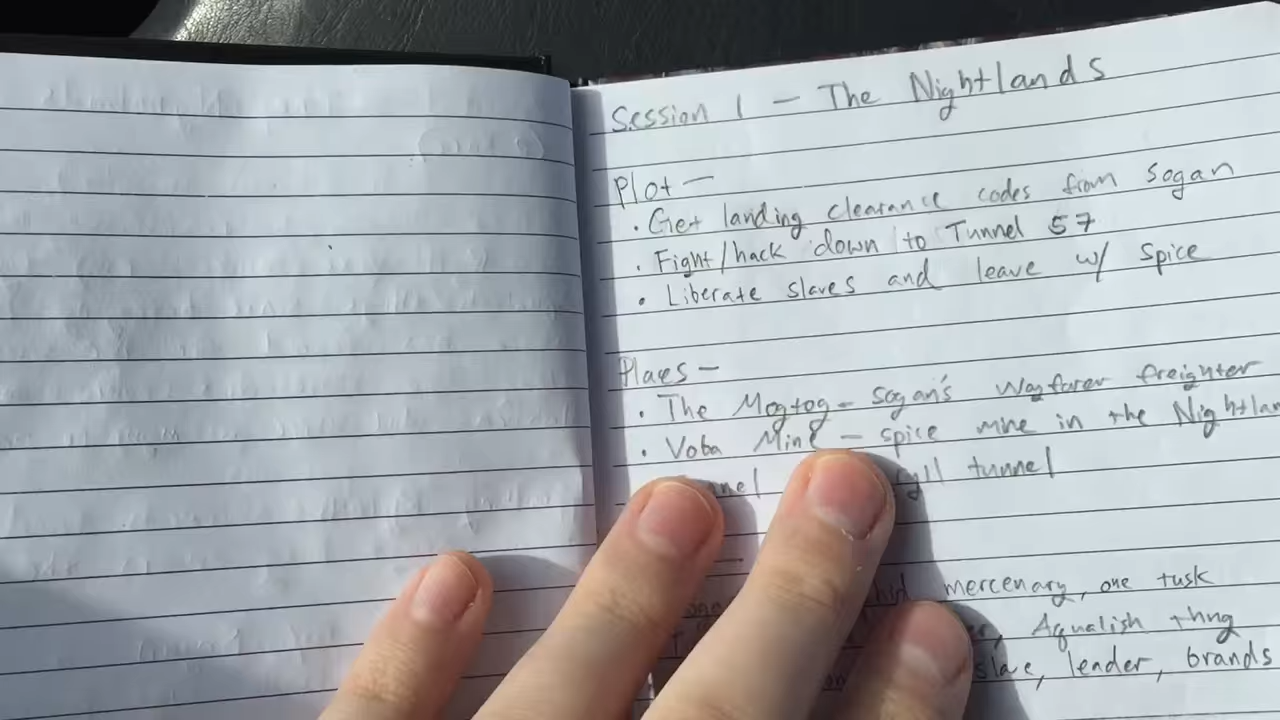 Session 1 - The Nightlands
Plot -
• Get landing clearance codes from Sogan
• Fight/hack down to Tunnel 57
• Liberate slaves and leave w/ spice
Plaes -
• The Mogtog - Sogan's Wayfarer freighter
• Voba Mine - spice mine in the Nightlan
tunnel
mercenary, one tusk
Aqualish thug
slave, leader, brands